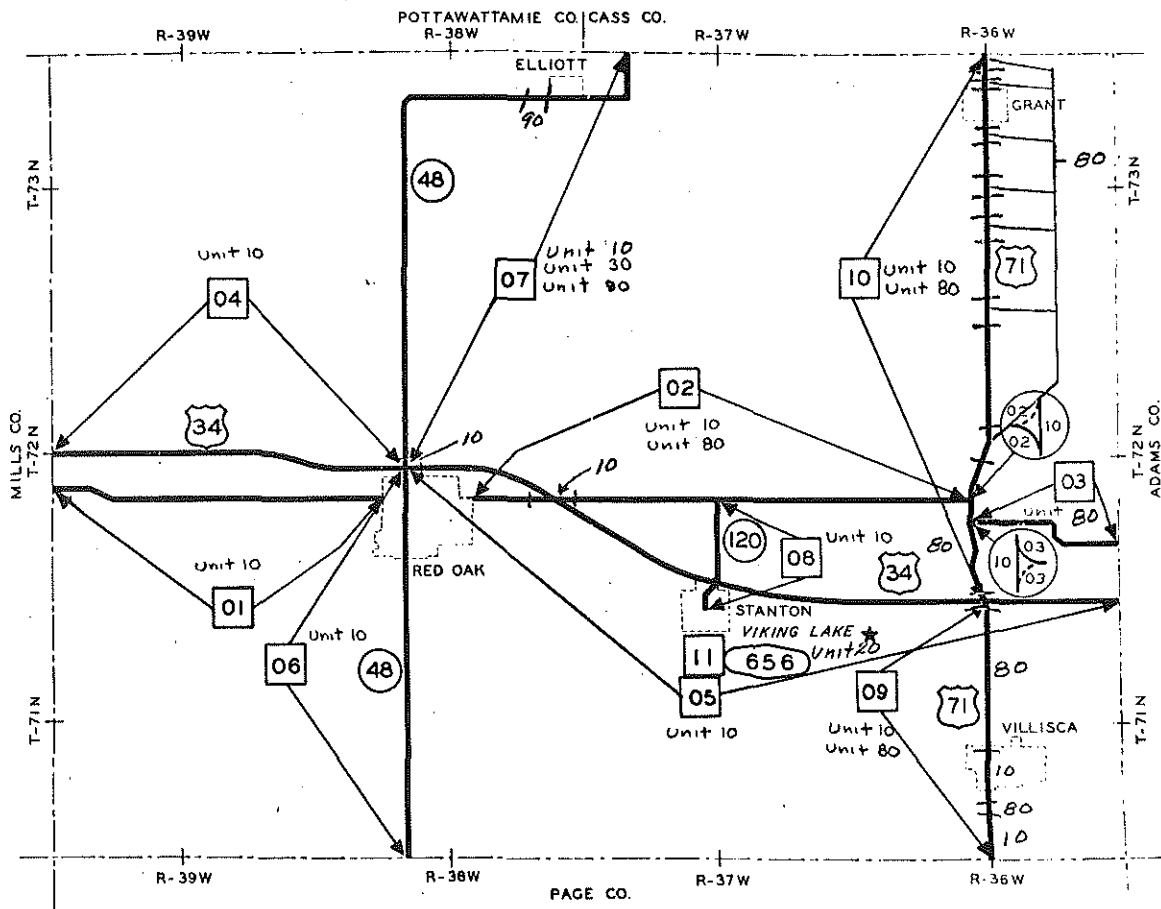 POTTAWATTAMIE CO. CASS CO.
R-39W
R-38W
R-37W
R-36W
ELLIOTT
90
GRANT
80
T-73N
48
T-73N
Unit 10
04
07
Unit 10
Unit 30
Unit 80
10
Unit 10
Unit 80
71
34
02
Unit 10
Unit 80
10
10
02
02
10
MILLS CO.
T-72N
T-72N
ADAMS CO.
03
Unit 80
120
80
10
03
03
Unit 10
01
RED OAK
08
Unit 10
34
STANTON
VIKING LAKE
Unit 20
Unit 10
06
48
11
656
05
Unit 10
09
Unit 10
Unit 80
80
71
T-71N
T-71N
VILLISCA
10
80
10
R-39W
R-38W
R-37W
R-36W
PAGE CO.